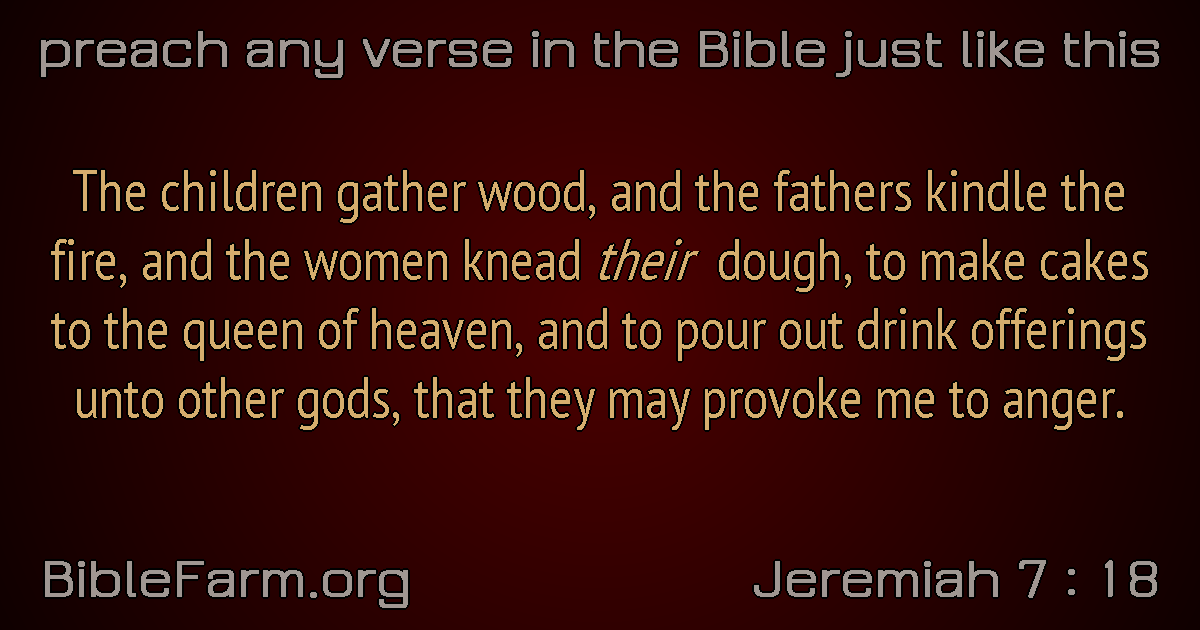 preach any verse in the Bible just like this
The children gather wood, and the fathers kindle the
fire, and the women knead their dough, to make cakes
to the queen of heaven, and to pour out drink offerings
unto other gods, that they may provoke me to anger.
BibleFarm.org
Jeremiah 7 : 18